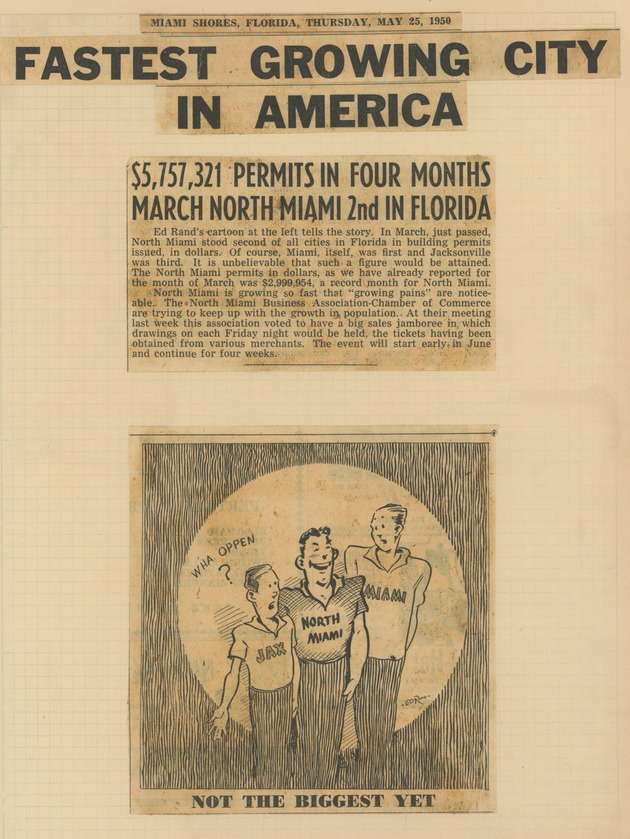 MIAMI SHORES, FLORIDA, THURSDAY, MAY 25, 1950
FASTEST GROWING CITY
IN AMERICA
$5,757,321 PERMITS IN FOUR MONTHS
MARCH NORTH MIAMI 2nd IN FLORIDA
Ed Rand's cartoon at the left tells the story. In March, just passed,
North Miami stood second of all cities in Florida in building permits
issued, in dollars. Of course, Miami, itself, was first and Jacksonville
was third. It is unbelievable that such a figure would be attained.
The North Miami permits in dollars, as we have already reported for
the month of March was $2,999,954, a record month for North Miami.
North Miami is growing so fast that "growing pains" are notice-
able. The North Miami Business Association-Chamber of Commerce
are trying to keep up with the growth in population. At their meeting
last week this association voted to have a big sales jamboree in which
drawings on each Friday night would be held, the tickets having been
obtained from various merchants. The event will start early in June
and continue for four weeks.
WHA OPPEN
?
JAX
NORTH
MIAMI
MIAMI
NOT THE BIGGEST YET